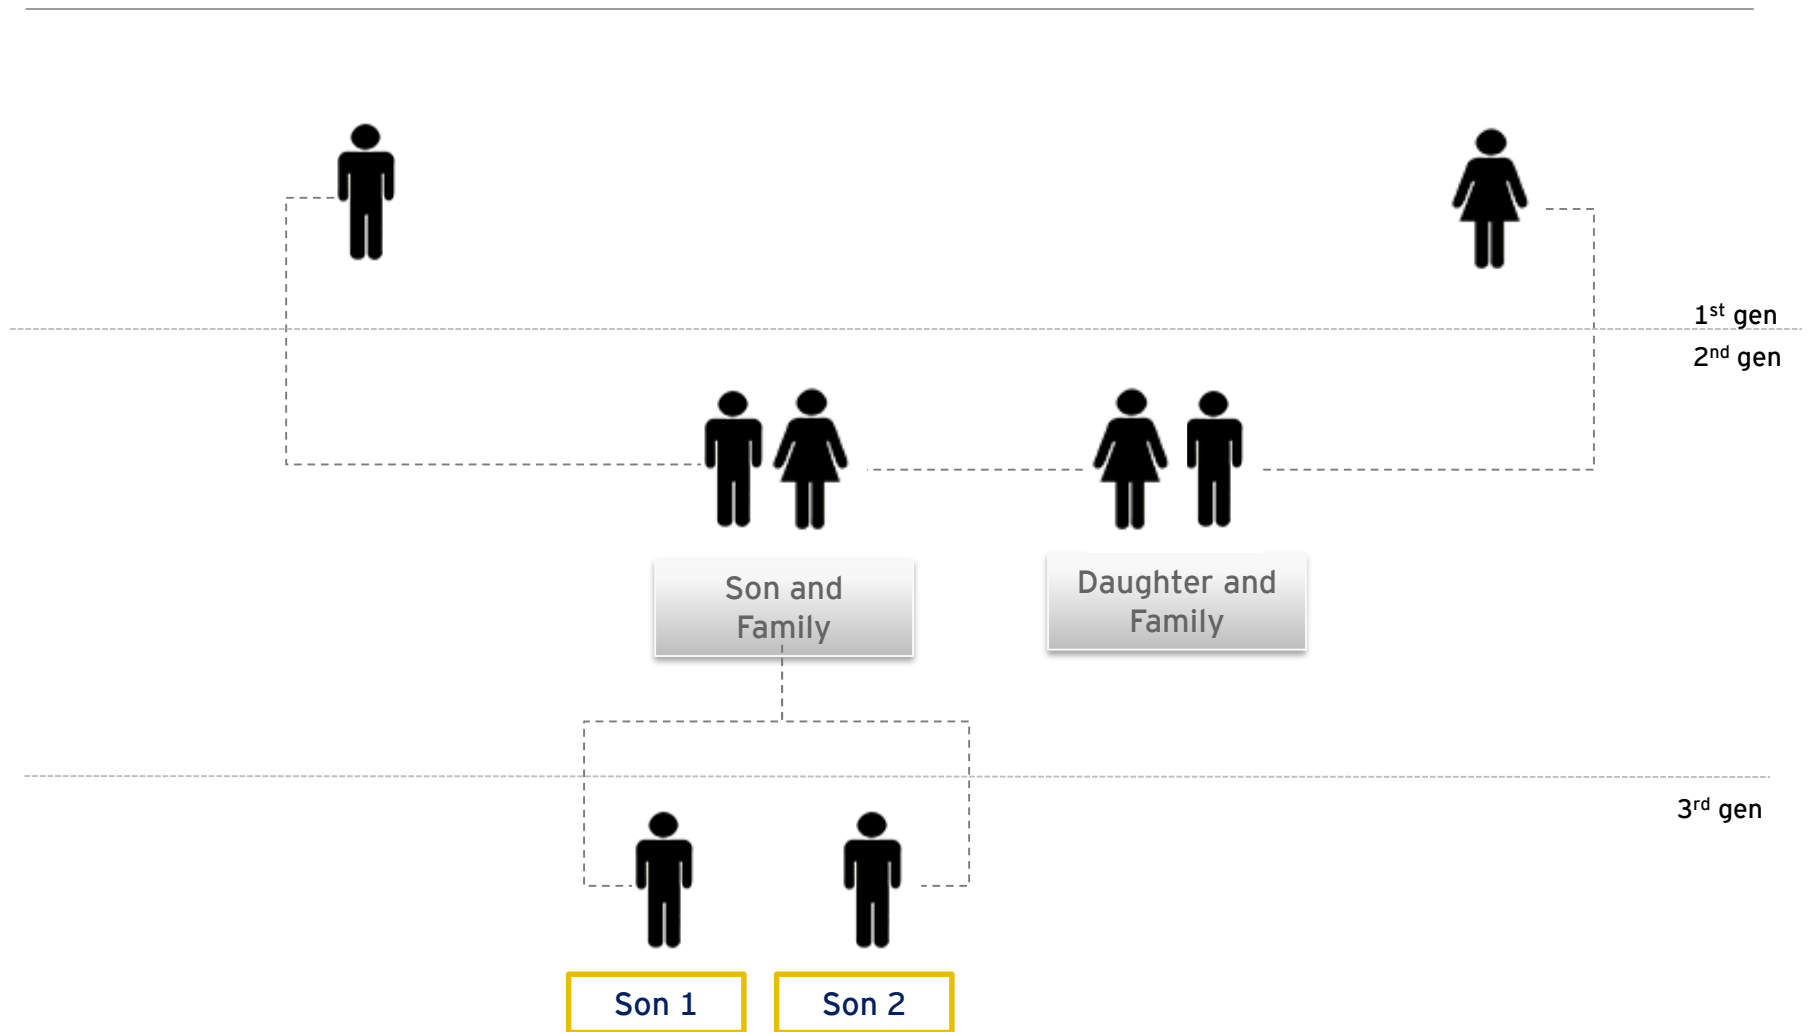 1st gen
2nd gen
Son and
Family
Daughter and
Family
3rd gen
Son 1
Son 2